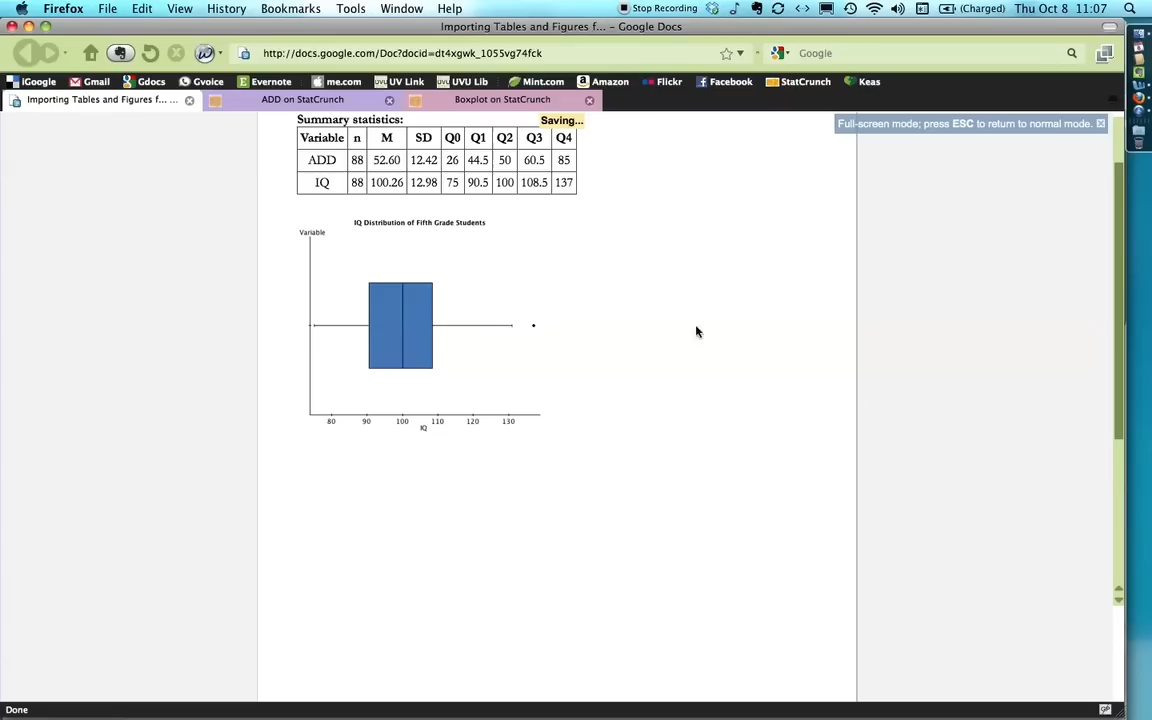 Firefox File Edit View History Bookmarks Tools Window Help Stop Recording (Charged) Thu Oct 8 11:07
Importing Tables and Figures f... – Google Docs
http://docs.google.com/Doc?docid=dt4xgwk_1055vg74fck Google
iGoogle Gmail Gdocs Gvoice Evernote me.com UV Link UVU Lib Mint.com Amazon Flickr Facebook StatCrunch Keas
Importing Tables and Figures f... ... ADD on StatCrunch Boxplot on StatCrunch
Summary statistics: Saving...
Full-screen mode; press ESC to return to normal mode.
Variable n M SD Q0 Q1 Q2 Q3 Q4
ADD 88 52.60 12.42 26 44.5 50 60.5 85
IQ 88 100.26 12.98 75 90.5 100 108.5 137
IQ Distribution of Fifth Grade Students
Variable
80 90 100 110 120 130
IQ
Done